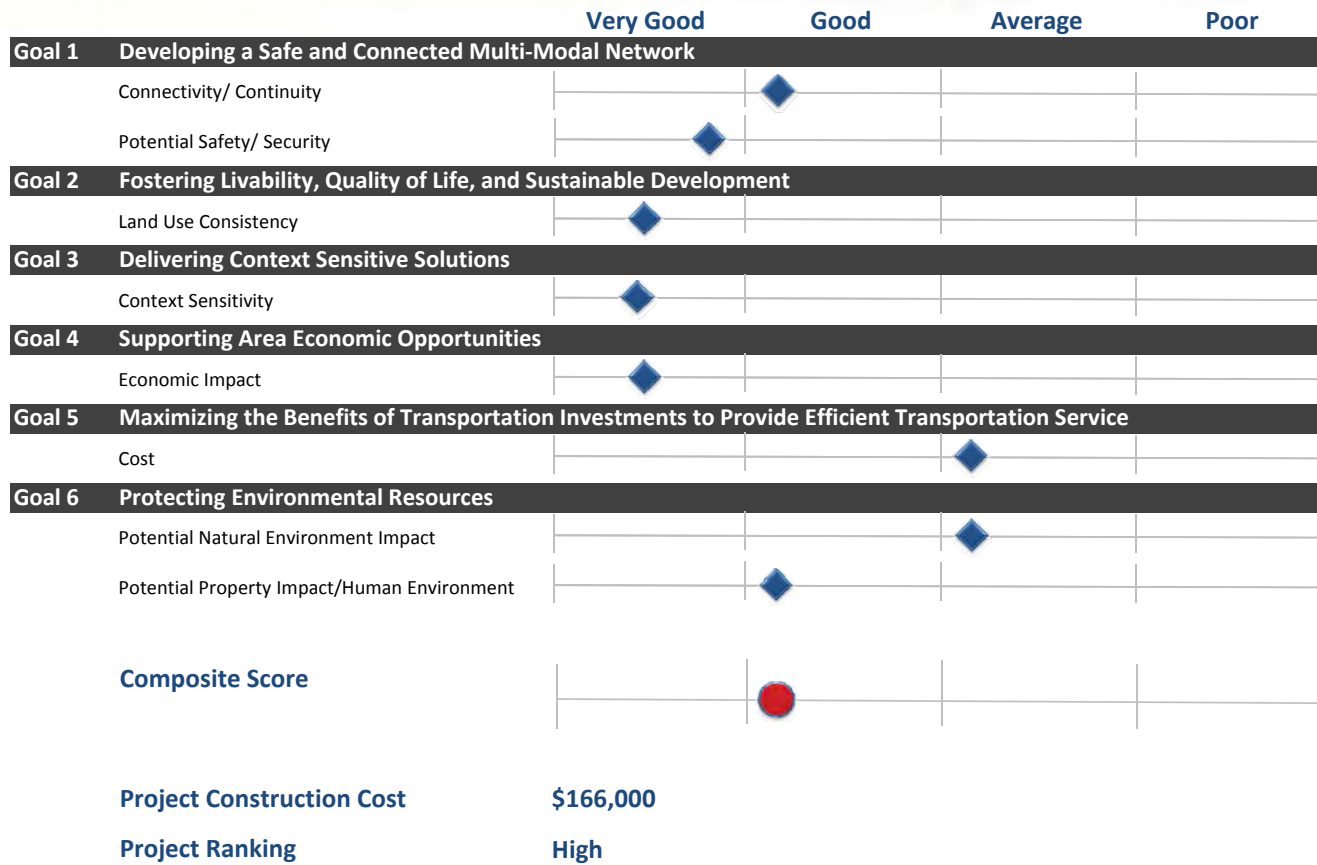 Very Good Good Average Poor
Goal 1 Developing a Safe and Connected Multi-Modal Network
Connectivity/ Continuity
Potential Safety/ Security
Goal 2 Fostering Livability, Quality of Life, and Sustainable Development
Land Use Consistency
Goal 3 Delivering Context Sensitive Solutions
Context Sensitivity
Goal 4 Supporting Area Economic Opportunities
Economic Impact
Goal 5 Maximizing the Benefits of Transportation Investments to Provide Efficient Transportation Service
Cost
Goal 6 Protecting Environmental Resources
Potential Natural Environment Impact
Potential Property Impact/Human Environment
Composite Score
Project Construction Cost $166,000
Project Ranking High